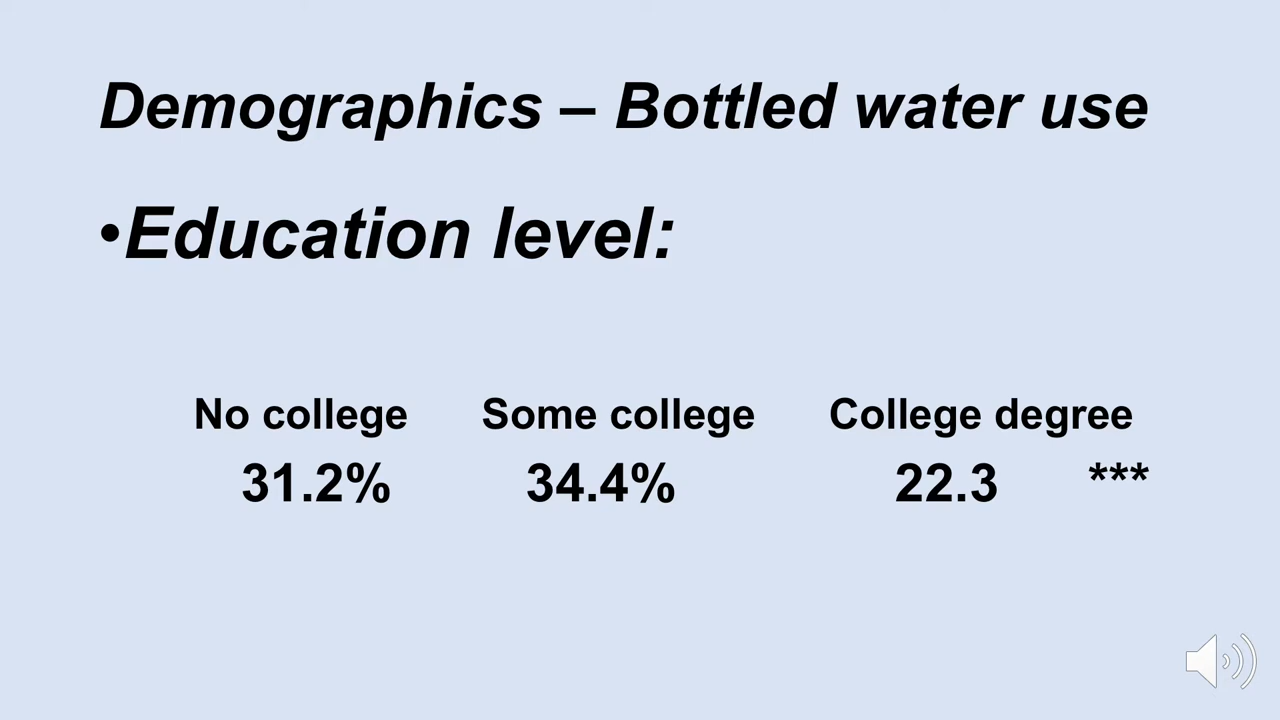 Demographics – Bottled water use
•Education level:
No college Some college College degree
31.2% 34.4% 22.3 ***